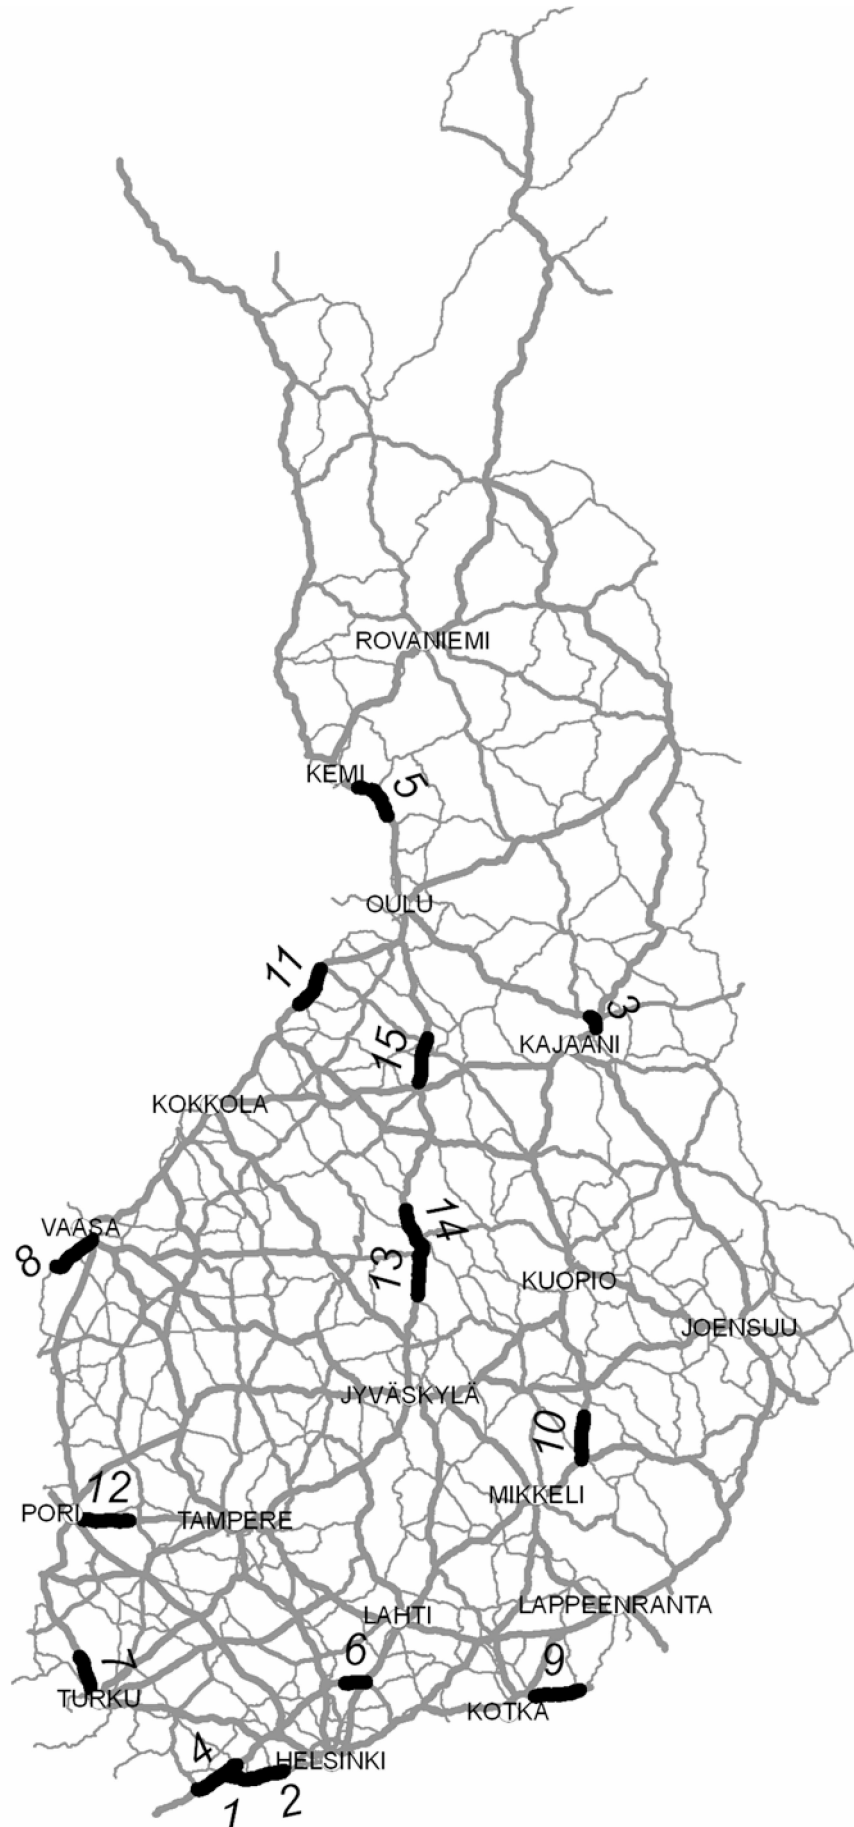 ROVANIEMI
KEMI
5
OULU
11
3
15
KAJAANI
KOKKOLA
14
VAASA
8
13
KUOPIO
JOENSUU
JYVÄSKYLÄ
10
12
MIKKELI
PORI
TAMPERE
LAPPEENRANTA
LAHTI
6
9
7
TURKU
KOTKA
4
HELSINKI
1
2